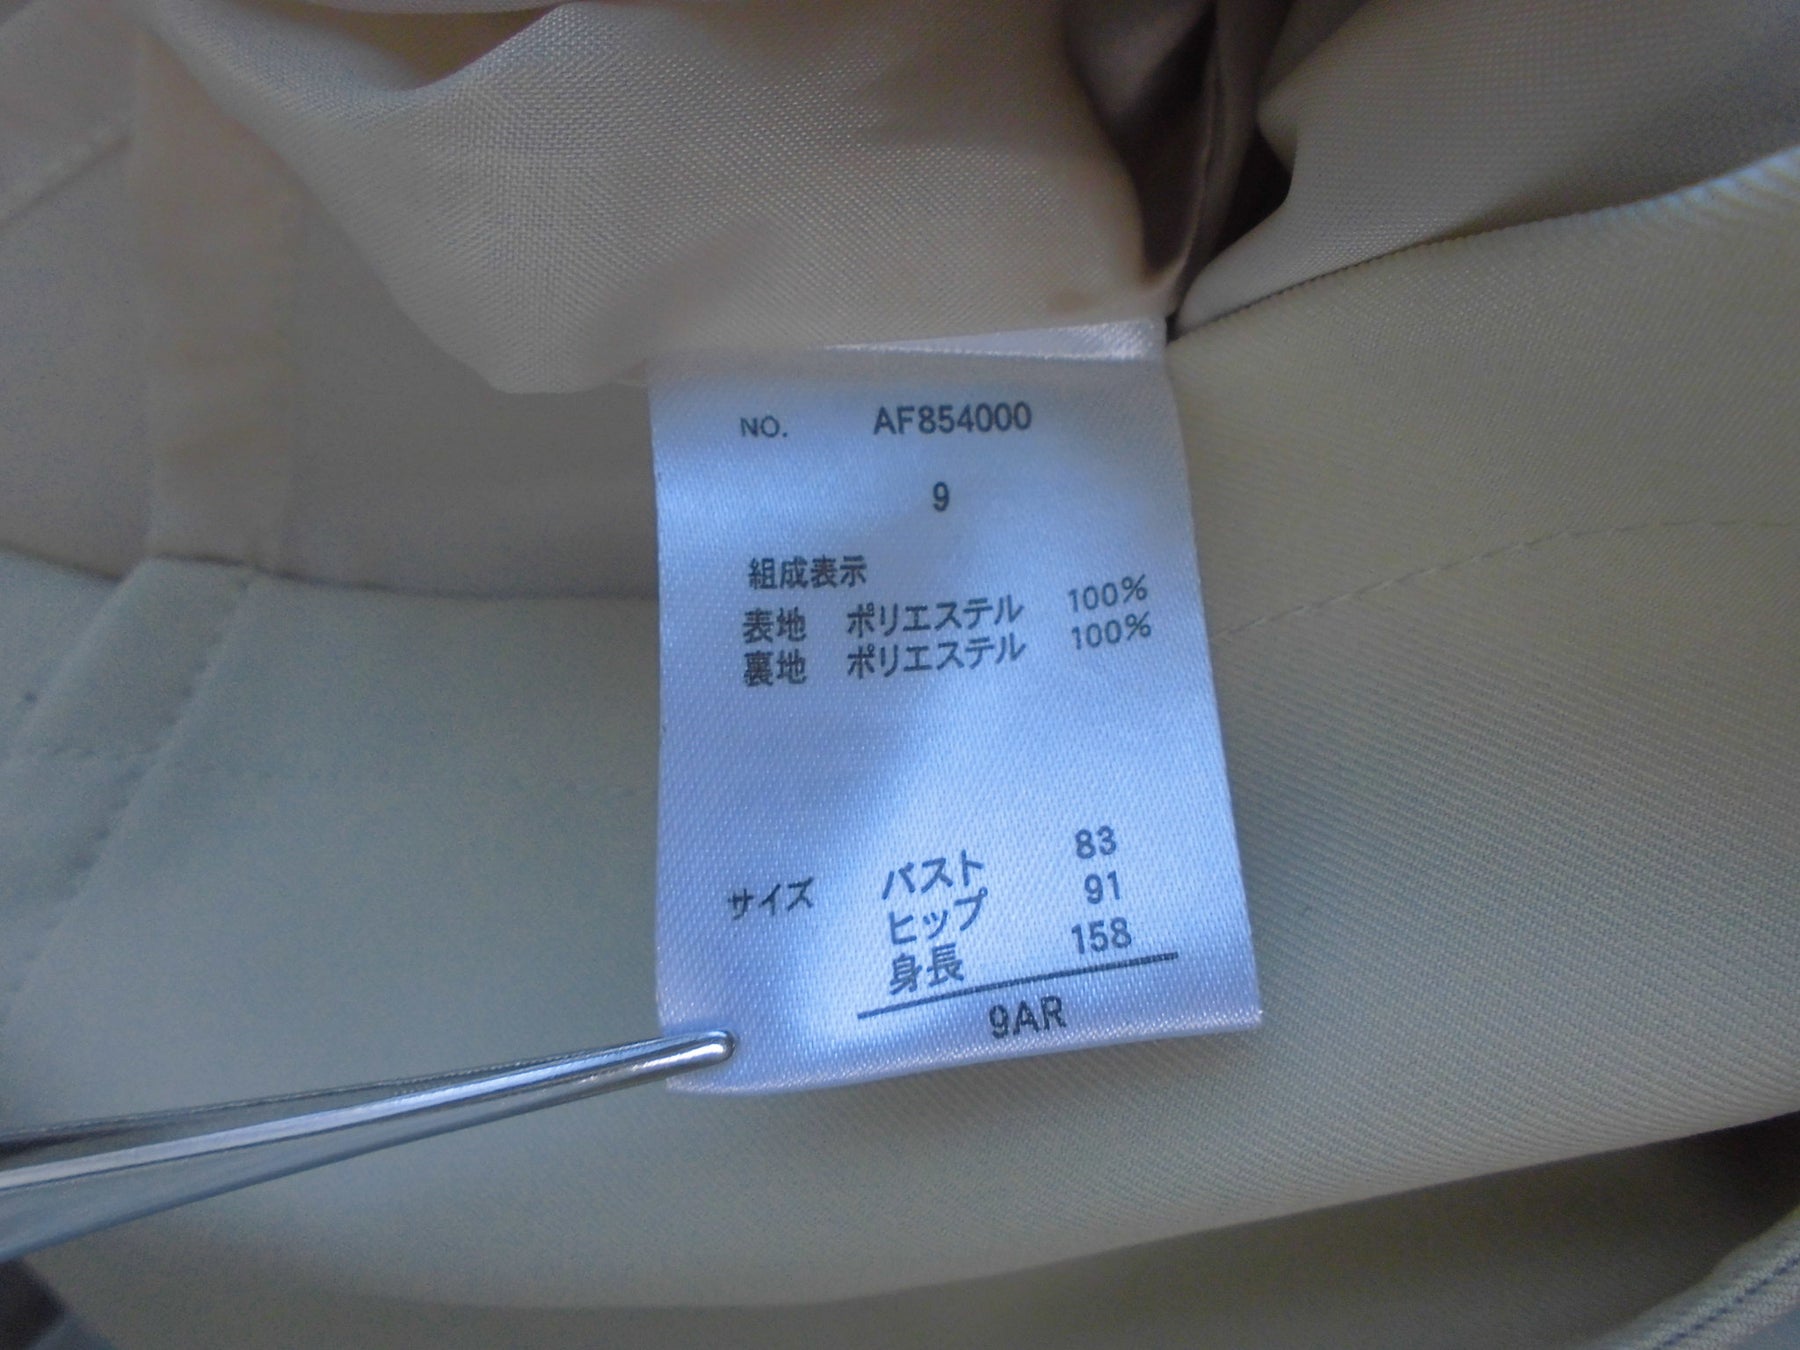 NO. AF854000
9
組成表示
表地 ポリエステル 100%
裏地 ポリエステル 100%
サイズ バスト 83
ヒップ 91
身長 158
9AR